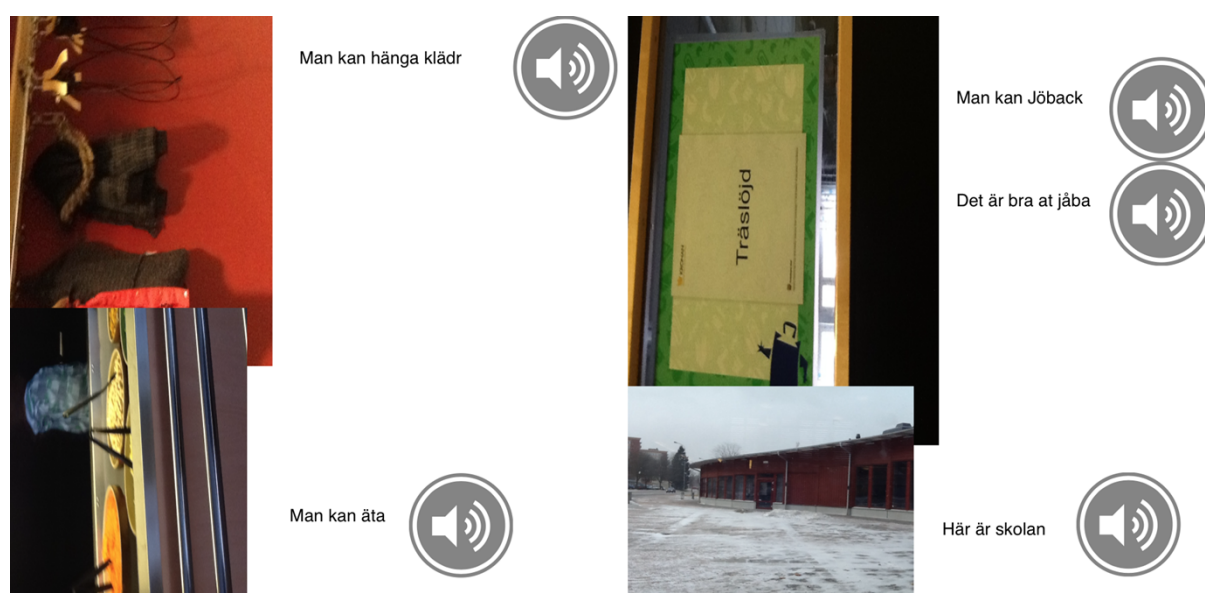 Man kan hänga klädr
Man kan äta
Träslöjd
Man kan Jöback
Det är bra at jåba
Här är skolan